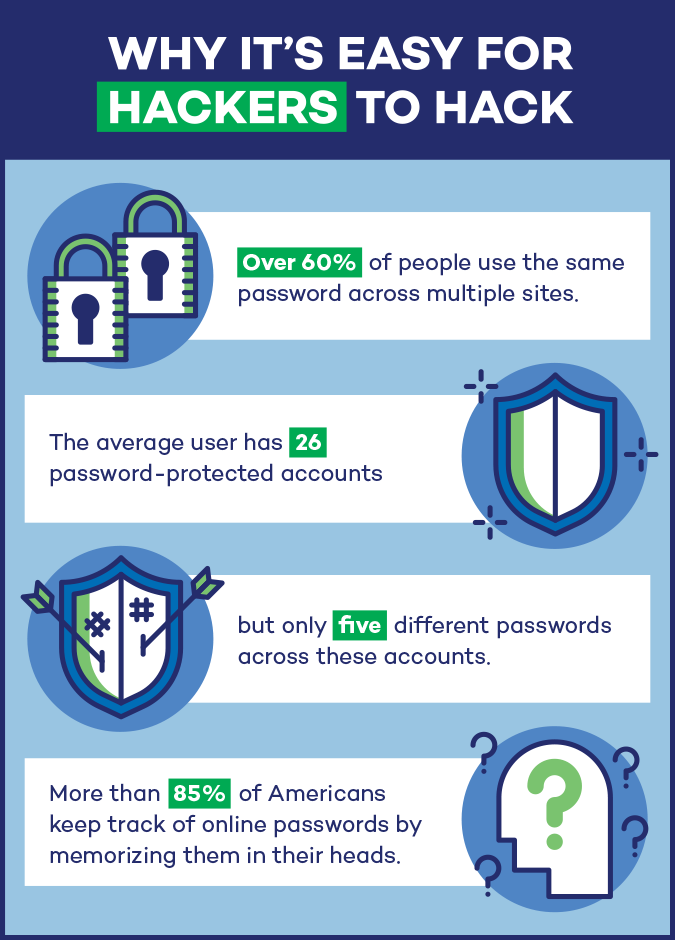 WHY IT'S EASY FOR
HACKERS TO HACK
Over 60% of people use the same
password across multiple sites.
The average user has 26
password-protected accounts
but only five different passwords
across these accounts.
More than 85% of Americans
keep track of online passwords by
memorizing them in their heads.